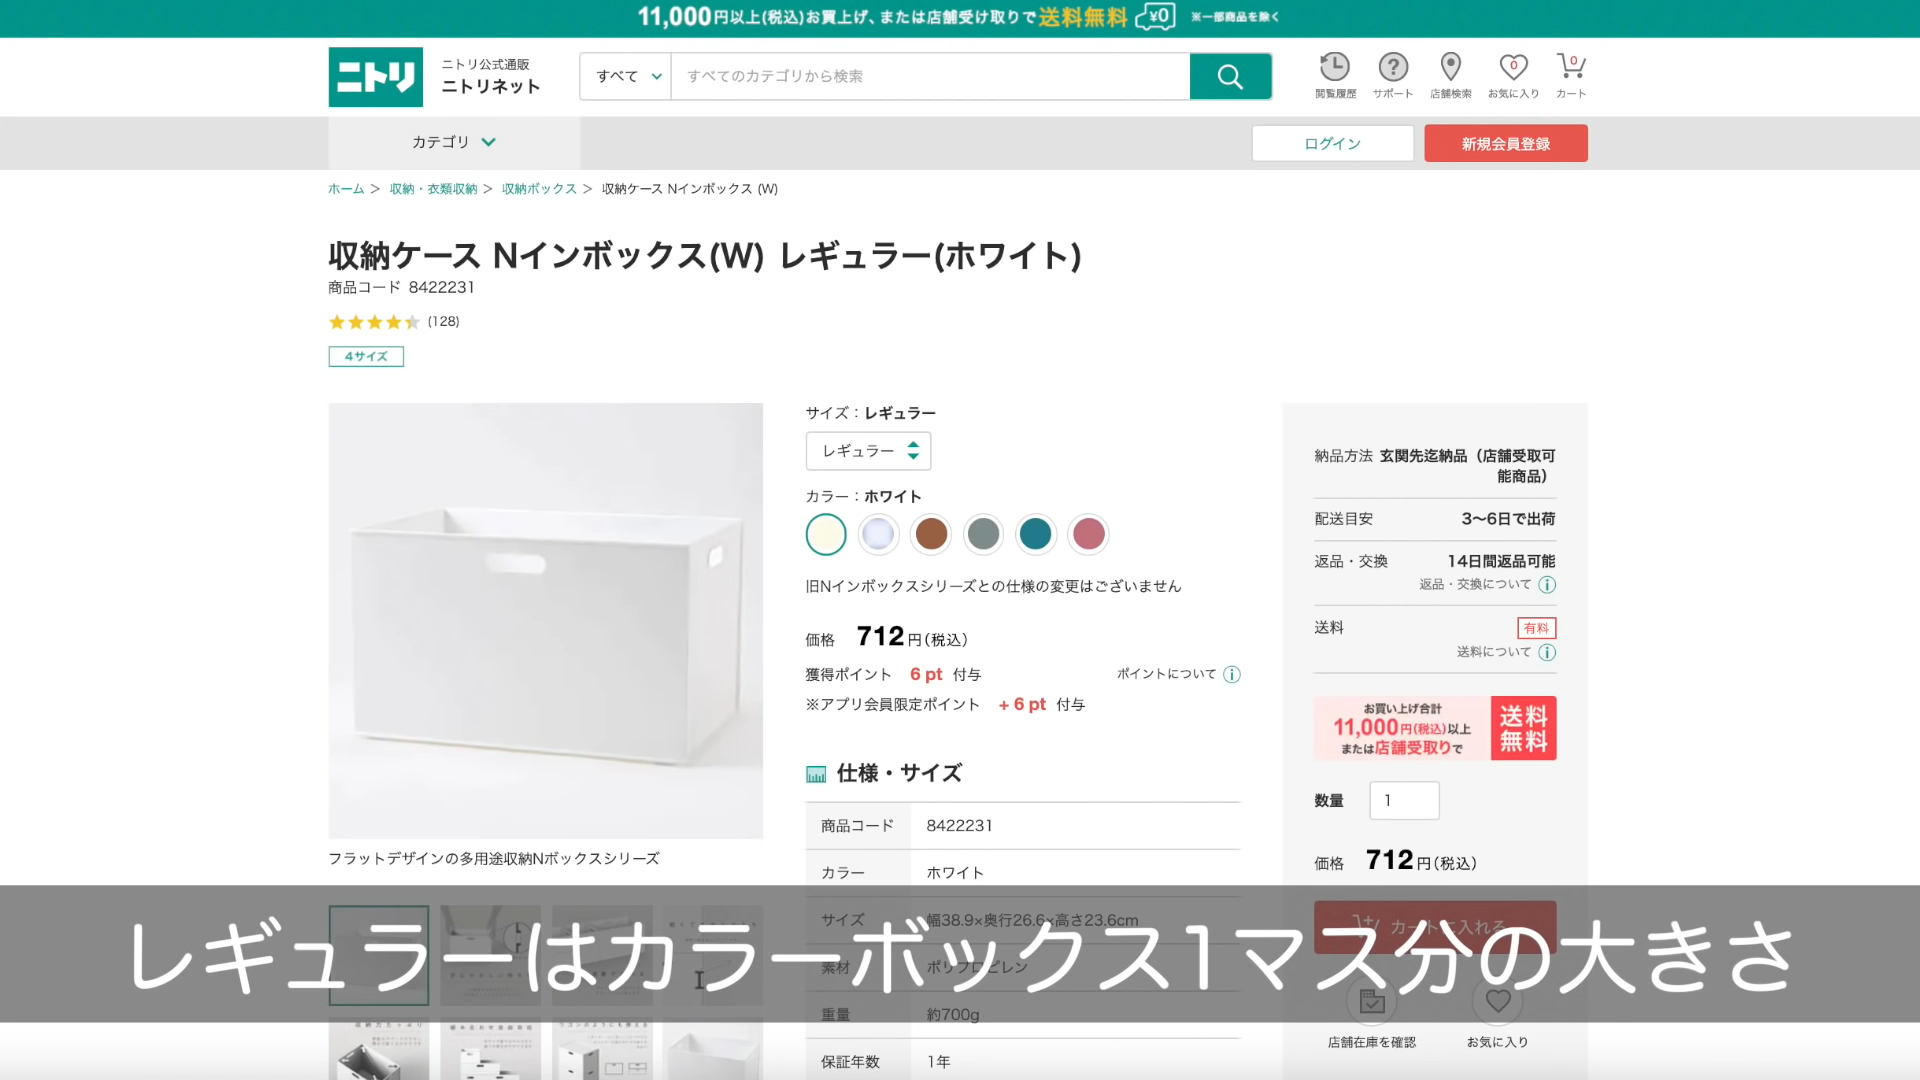 11,000円以上(税込)お買上げ、または店舗受け取りで送料無料 ¥0 ※一部商品を除く
ニトリ
ニトリ公式通販
ニトリネット
すべて
すべてのカテゴリから検索
閲覧履歴
サポート
店舗検索
0
お気に入り
0
カート
カテゴリ
ログイン
新規会員登録
ホーム > 収納・衣類収納 > 収納ボックス > 収納ケース Nインボックス (W)
収納ケース Nインボックス(W) レギュラー(ホワイト)
商品コード 8422231
(128)
4サイズ
フラットデザインの多用途収納Nボックスシリーズ
サイズ：レギュラー
レギュラー
カラー：ホワイト
旧Nインボックスシリーズとの仕様の変更はございません
価格 712円(税込)
獲得ポイント 6 pt 付与
ポイントについて
※アプリ会員限定ポイント + 6 pt 付与
仕様・サイズ
商品コード 8422231
カラー ホワイト
サイズ 幅38.9×奥行26.6×高さ23.6cm
素材 ポリプロピレン
重量 約700g
保証年数 1年
納品方法 玄関先迄納品（店舗受取可
能商品）
配送目安 3〜6日で出荷
返品・交換 14日間返品可能
返品・交換について
送料 有料
送料について
お買い上げ合計
11,000円(税込)以上
または店舗受取りで
送料
無料
数量 1
価格 712円(税込)
カートに入れる
店舗在庫を確認
お気に入り
レギュラーはカラーボックス1マス分の大きさ